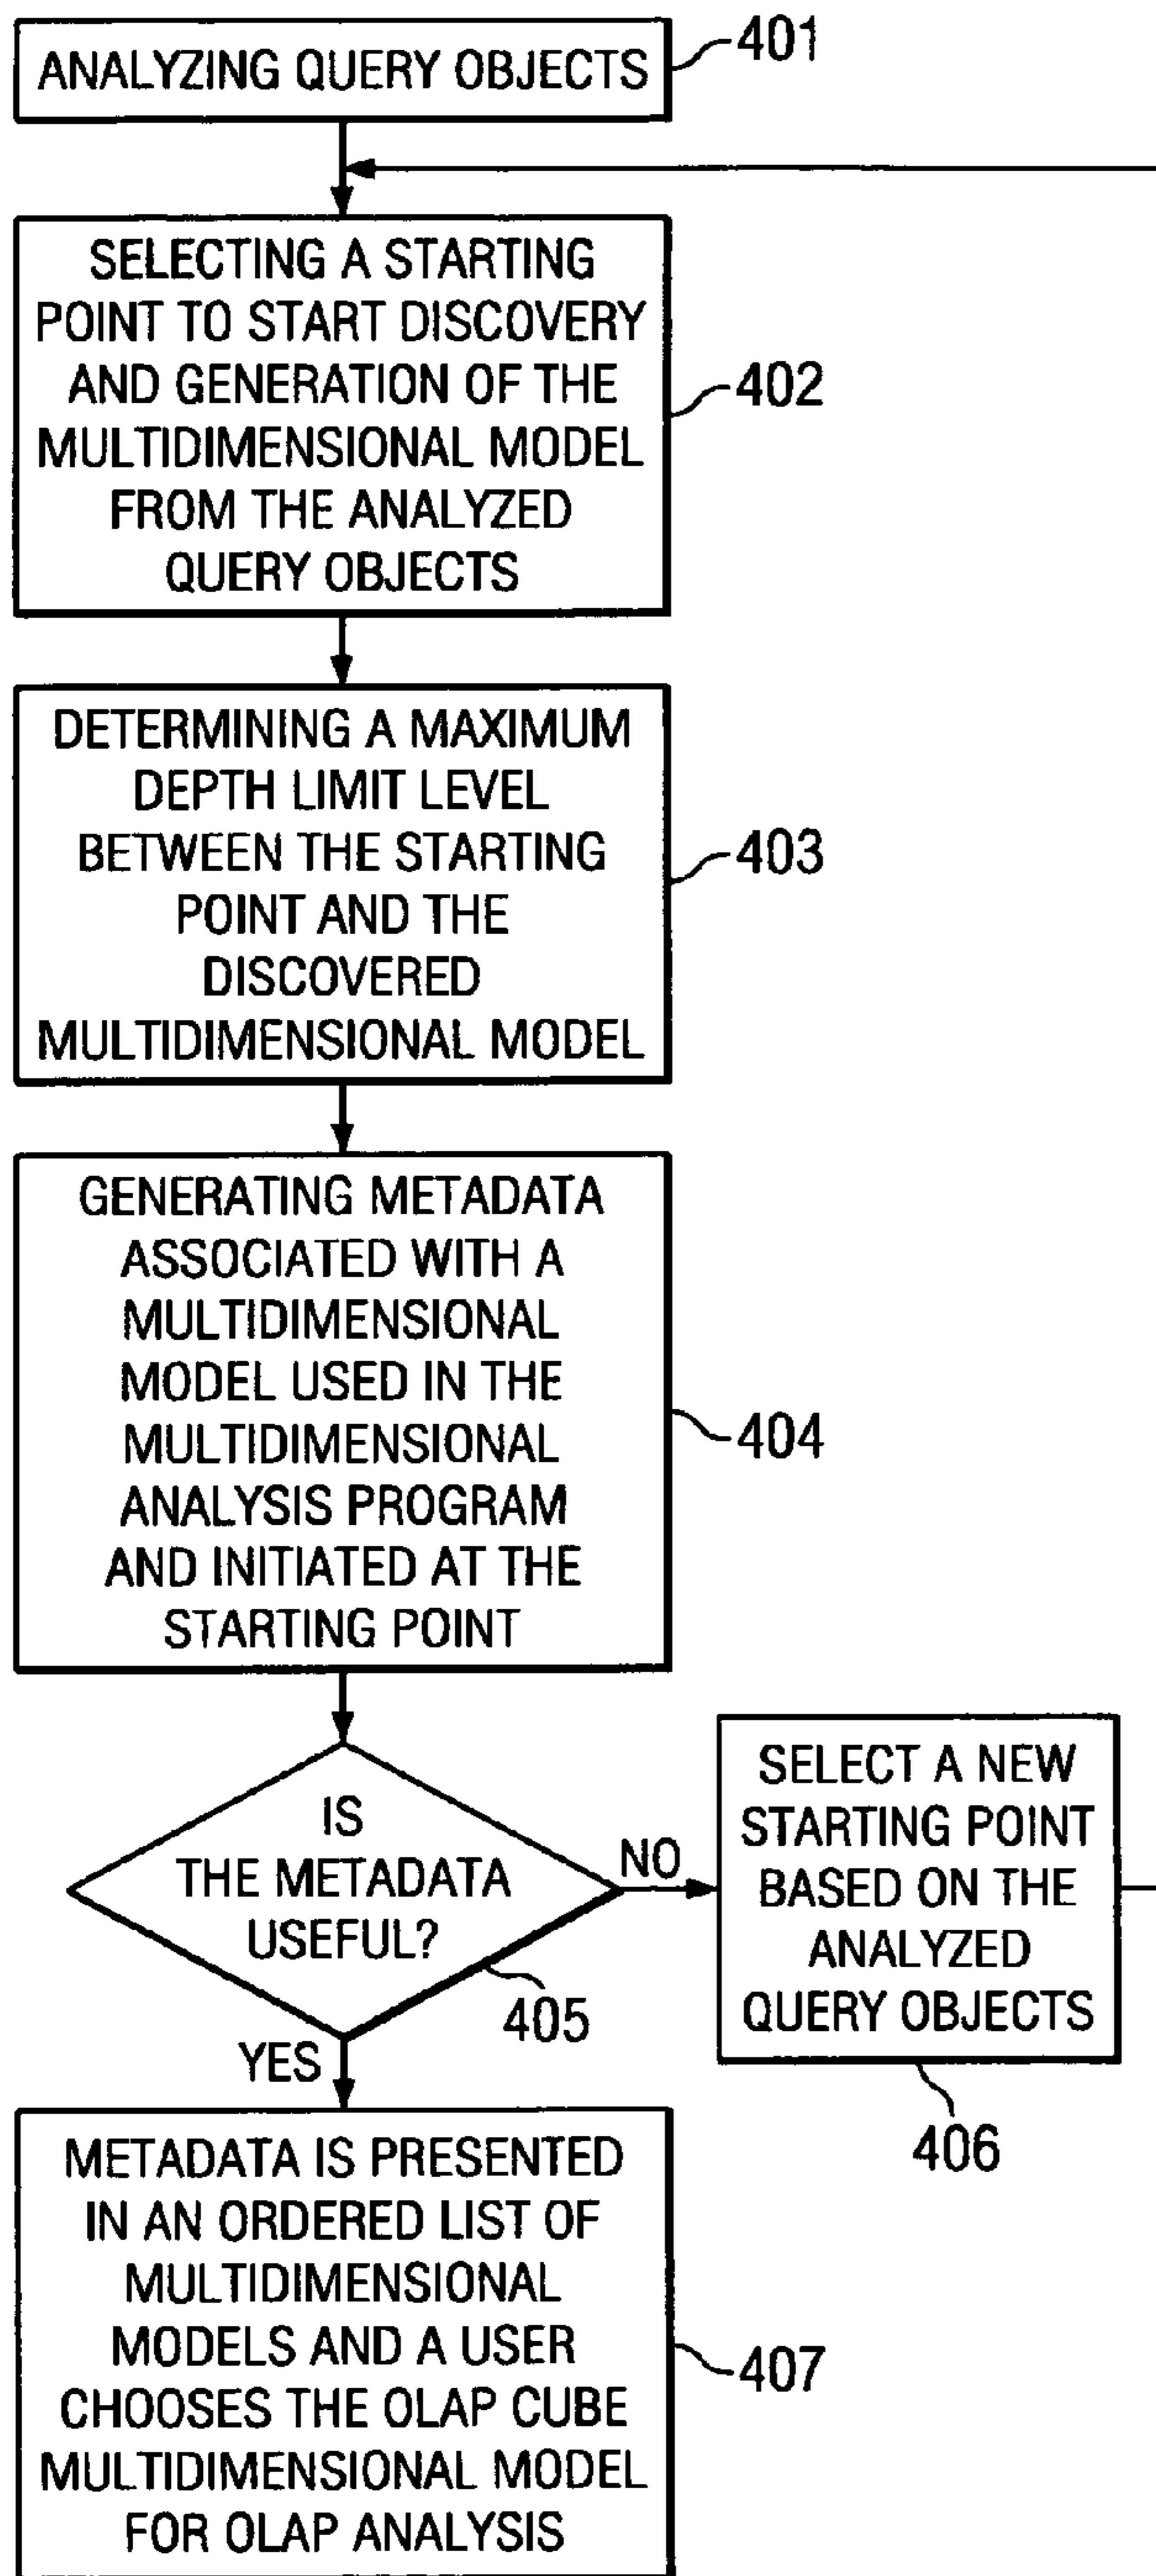 ANALYZING QUERY OBJECTS
401
SELECTING A STARTING
POINT TO START DISCOVERY
AND GENERATION OF THE
MULTIDIMENSIONAL MODEL
FROM THE ANALYZED
QUERY OBJECTS
402
DETERMINING A MAXIMUM
DEPTH LIMIT LEVEL
BETWEEN THE STARTING
POINT AND THE
DISCOVERED
MULTIDIMENSIONAL MODEL
403
GENERATING METADATA
ASSOCIATED WITH A
MULTIDIMENSIONAL
MODEL USED IN THE
MULTIDIMENSIONAL
ANALYSIS PROGRAM
AND INITIATED AT THE
STARTING POINT
404
IS
THE METADATA
USEFUL?
405
NO
SELECT A NEW
STARTING POINT
BASED ON THE
ANALYZED
QUERY OBJECTS
406
YES
METADATA IS PRESENTED
IN AN ORDERED LIST OF
MULTIDIMENSIONAL
MODELS AND A USER
CHOOSES THE OLAP CUBE
MULTIDIMENSIONAL MODEL
FOR OLAP ANALYSIS
407